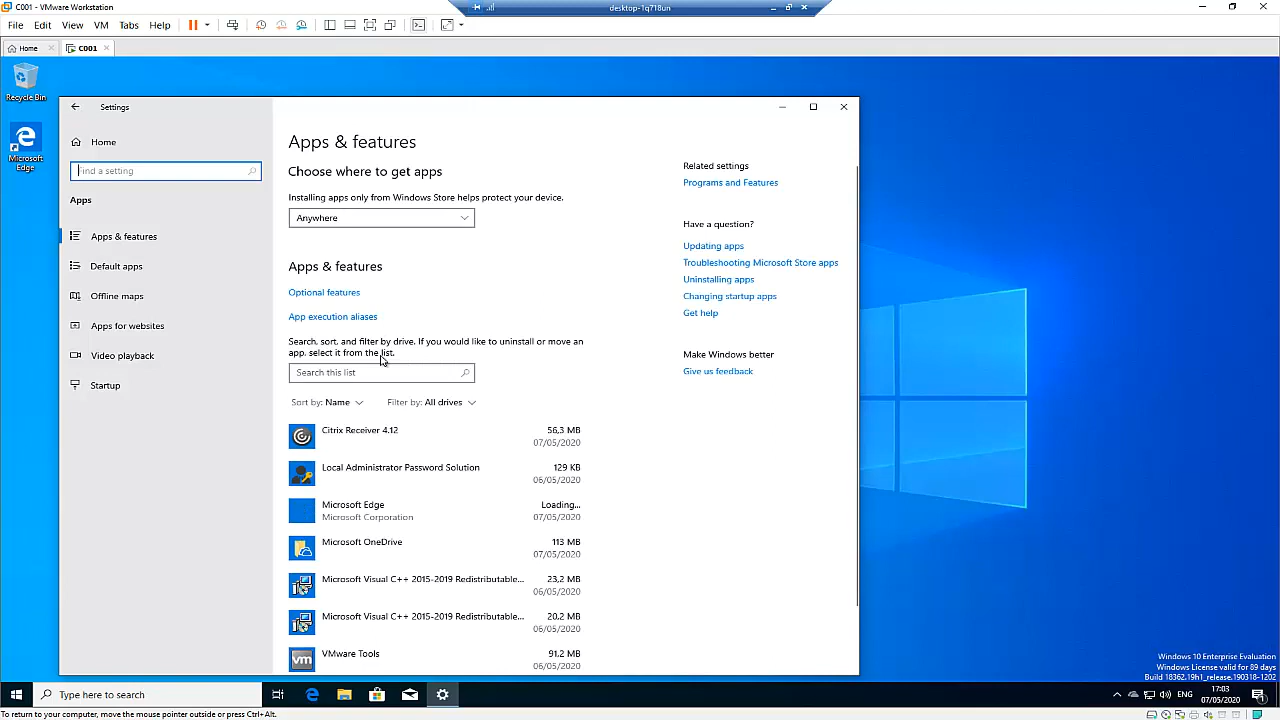 C001 - VMware Workstation
desktop-1q718un
File Edit View VM Tabs Help
Home
C001
Recycle Bin
Microsoft
Edge
Settings
Home
Find a setting
Apps
Apps & features
Default apps
Offline maps
Apps for websites
Video playback
Startup
Apps & features
Choose where to get apps
Installing apps only from Windows Store helps protect your device.
Anywhere
Apps & features
Optional features
App execution aliases
Search, sort, and filter by drive. If you would like to uninstall or move an
app, select it from the list.
Search this list
Sort by: Name Filter by: All drives
Citrix Receiver 4.12 56,3 MB
07/05/2020
Local Administrator Password Solution 129 KB
06/05/2020
Microsoft Edge Loading...
Microsoft Corporation 07/05/2020
Microsoft OneDrive 113 MB
07/05/2020
Microsoft Visual C++ 2015-2019 Redistributable... 23,2 MB
06/05/2020
Microsoft Visual C++ 2015-2019 Redistributable... 20,2 MB
06/05/2020
vm
VMware Tools 91,2 MB
06/05/2020
Related settings
Programs and Features
Have a question?
Updating apps
Troubleshooting Microsoft Store apps
Uninstalling apps
Changing startup apps
Get help
Make Windows better
Give us feedback
Windows 10 Enterprise Evaluation
Windows License valid for 89 days
Build 18362.19h1_release.190318-1202
Type here to search
ENG
17:03
07/05/2020
1
To return to your computer, move the mouse pointer outside or press Ctrl+Alt.